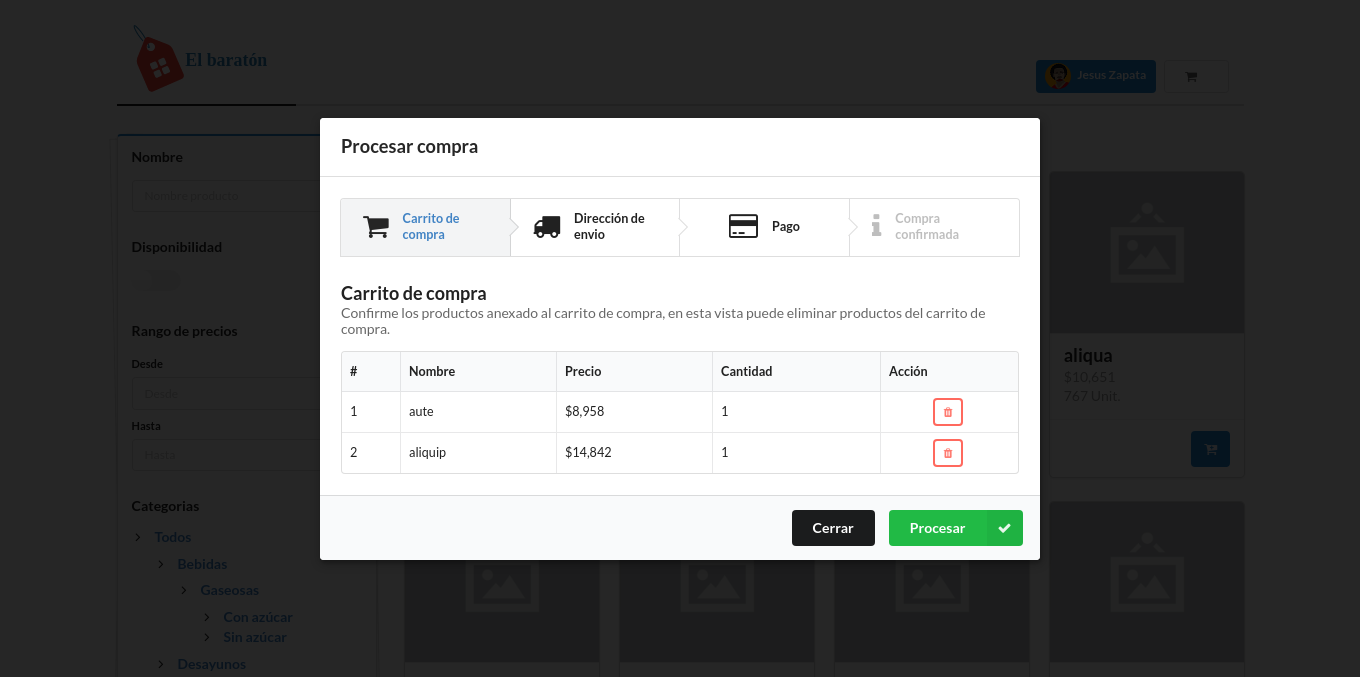 El baratón
Jesus Zapata
Nombre
Nombre producto
Disponibilidad
Rango de precios
Desde
Desde
Hasta
Hasta
Categorias
Todos
Bebidas
Gaseosas
Con azúcar
Sin azúcar
Desayunos
Procesar compra
Carrito de
compra
Dirección de
envio
Pago
Compra
confirmada
Carrito de compra
Confirme los productos anexado al carrito de compra, en esta vista puede eliminar productos del carrito de
compra.
# Nombre Precio Cantidad Acción
1 aute $8,958 1
2 aliquip $14,842 1
Cerrar Procesar
aliqua
$10,651
767 Unit.